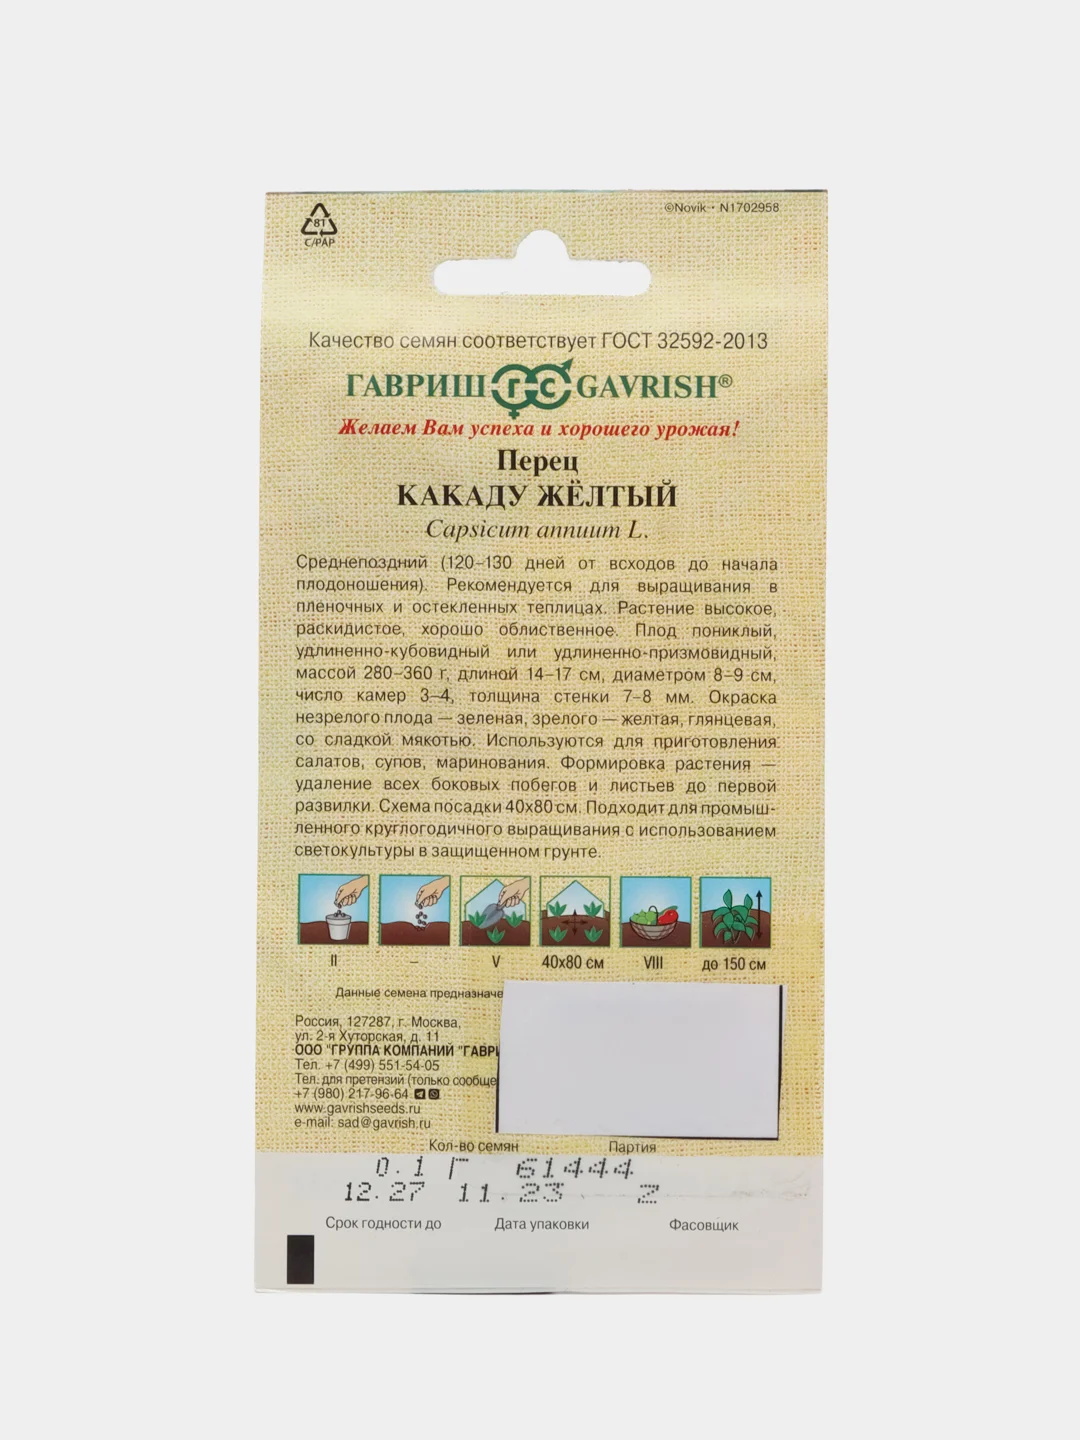 81
C/PAP
©Novik · N1702958
Качество семян соответствует ГОСТ 32592-2013
ГАВРИШ ГС GAVRISH®
Желаем Вам успеха и хорошего урожая!
Перец
КАКАДУ ЖЁЛТЫЙ
Capsicum annuum L.
Среднепоздний (120–130 дней от всходов до начала
плодоношения). Рекомендуется для выращивания в
пленочных и остекленных теплицах. Растение высокое,
раскидистое, хорошо облиственное. Плод пониклый,
удлиненно-кубовидный или удлиненно-призмовидный,
массой 280–360 г, длиной 14–17 см, диаметром 8–9 см,
число камер 3–4, толщина стенки 7–8 мм. Окраска
незрелого плода — зеленая, зрелого — желтая, глянцевая,
со сладкой мякотью. Используются для приготовления
салатов, супов, маринования. Формировка растения —
удаление всех боковых побегов и листьев до первой
развилки. Схема посадки 40х80 см. Подходит для промыш-
ленного круглогодичного выращивания с использованием
светокультуры в защищенном грунте.
II – V 40х80 см VIII до 150 см
Данные семена предназначе
Россия, 127287, г. Москва,
ул. 2-я Хуторская, д. 11
ООО "ГРУППА КОМПАНИЙ "ГАВРИ
Тел. +7 (499) 551-54-05
Тел. для претензий (только сообще
+7 (980) 217-96-64
www.gavrishseeds.ru
e-mail: sad@gavrish.ru
Кол-во семян Партия
0.1 Г 61444
12.27 11.23 2
Срок годности до Дата упаковки Фасовщик